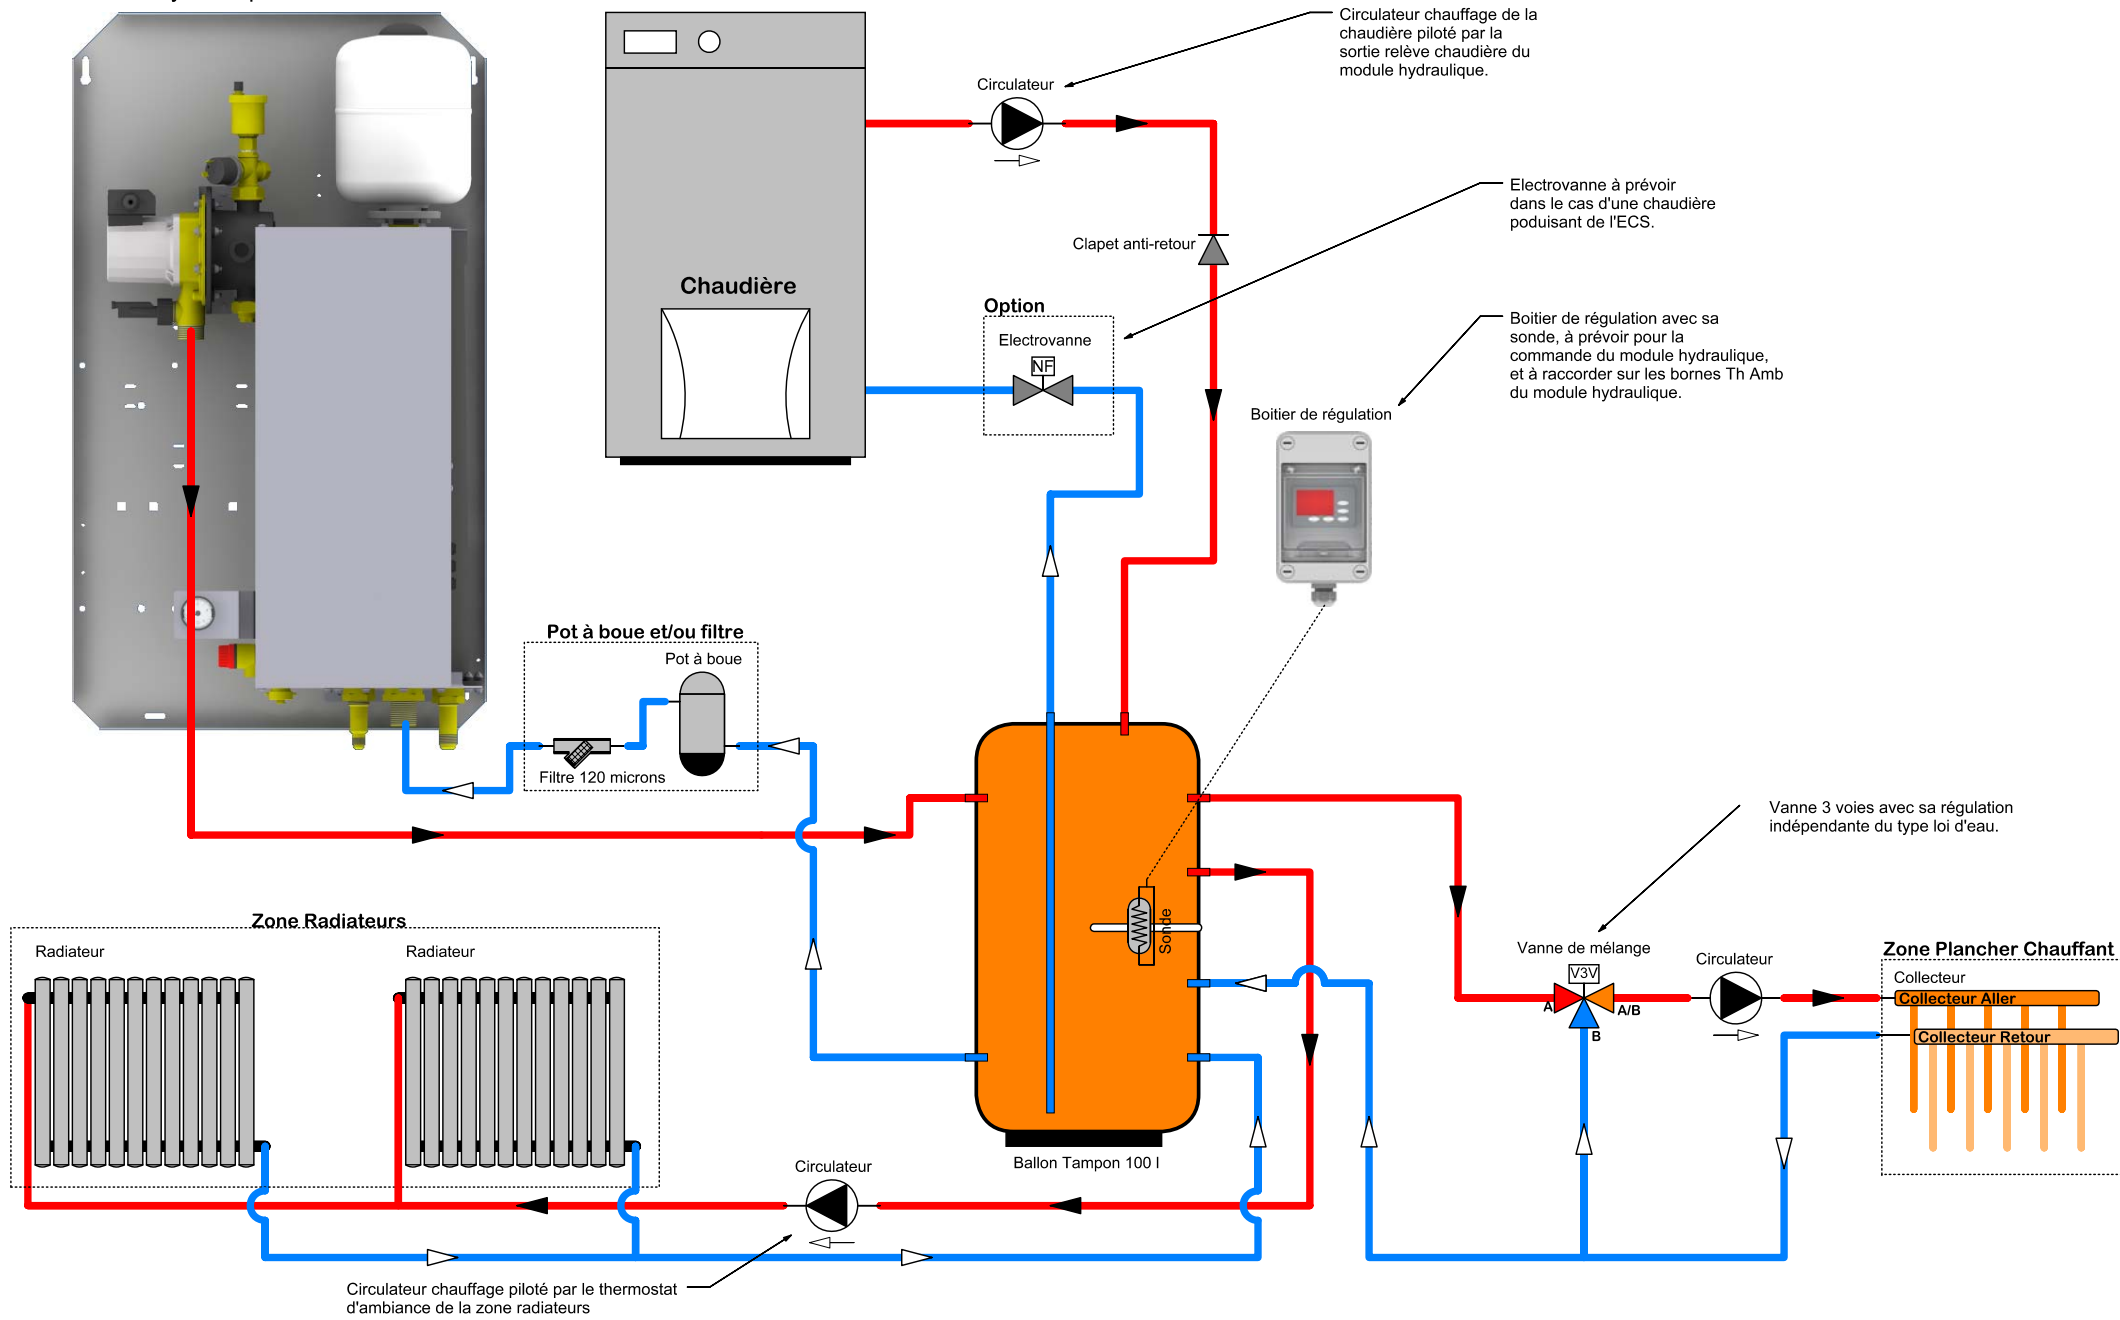 Circulateur chauffage de la
chaudière piloté par la
sortie relève chaudière du
module hydraulique.
Circulateur
Electrovanne à prévoir
dans le cas d'une chaudière
poduisant de l'ECS.
Clapet anti-retour
Chaudière
Option
Electrovanne
NF
Boitier de régulation avec sa
sonde, à prévoir pour la
commande du module hydraulique,
et à raccorder sur les bornes Th Amb
du module hydraulique.
Boitier de régulation
Pot à boue et/ou filtre
Pot à boue
Filtre 120 microns
Vanne 3 voies avec sa régulation
indépendante du type loi d'eau.
Zone Radiateurs
Radiateur
Radiateur
Sonde
Vanne de mélange
V3V
A
A/B
B
Circulateur
Zone Plancher Chauffant
Collecteur
Collecteur Aller
Collecteur Retour
Ballon Tampon 100 l
Circulateur
Circulateur chauffage piloté par le thermostat
d'ambiance de la zone radiateurs